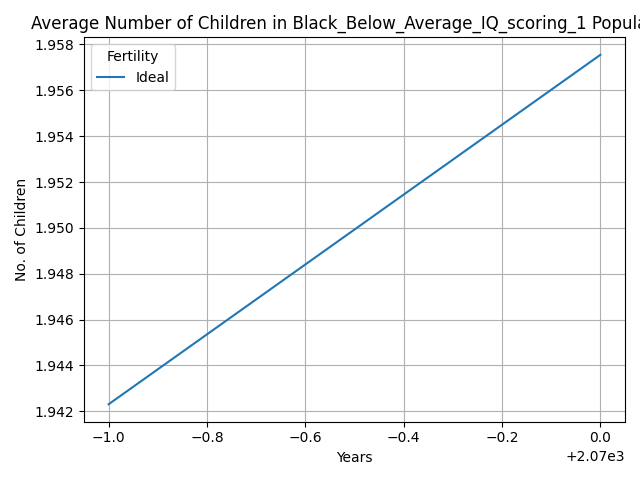 Average Number of Children in Black_Below_Average_IQ_scoring_1 Popula
1.958
1.956
1.954
1.952
1.950
1.948
1.946
1.944
1.942
No. of Children
Fertility
Ideal
−1.0 −0.8 −0.6 −0.4 −0.2 0.0
Years
+2.07e3